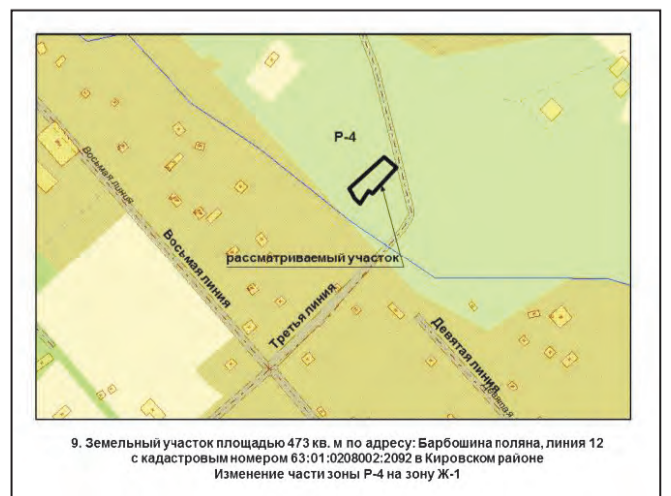 Р-4
Восьмая линия
Восьмая линия
рассматриваемый участок
Третья линия
Девятая линия
Девятая
9. Земельный участок площадью 473 кв. м по адресу: Барбошина поляна, линия 12
с кадастровым номером 63:01:0208002:2092 в Кировском районе
Изменение части зоны Р-4 на зону Ж-1